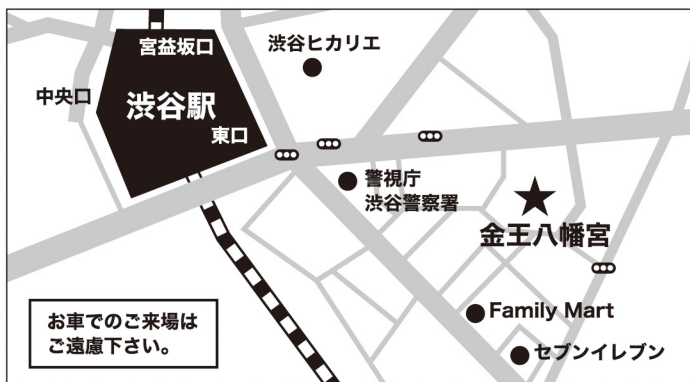 宮益坂口
渋谷ヒカリエ
中央口
渋谷駅
東口
警視庁
渋谷警察署
金王八幡宮
Family Mart
セブンイレブン
お車でのご来場は
ご遠慮下さい。